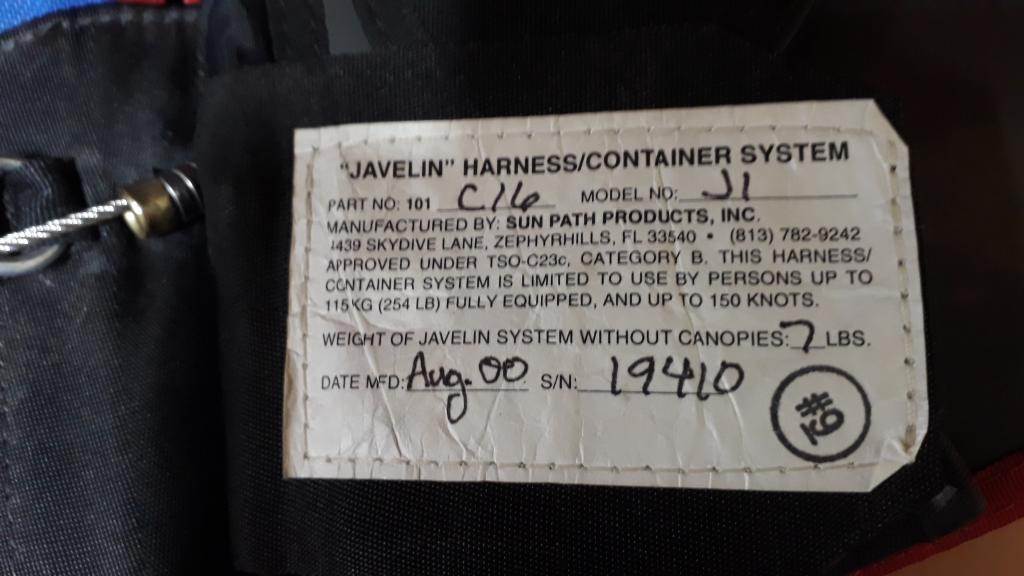 "JAVELIN" HARNESS/CONTAINER SYSTEM
PART NO: 101 C16 MODEL NO: J1
MANUFACTURED BY: SUN PATH PRODUCTS, INC.
4439 SKYDIVE LANE, ZEPHYRHILLS, FL 33540 • (813) 782-9242
APPROVED UNDER TSO-C23c, CATEGORY B. THIS HARNESS/
CONTAINER SYSTEM IS LIMITED TO USE BY PERSONS UP TO
115KG (254 LB) FULLY EQUIPPED, AND UP TO 150 KNOTS.
WEIGHT OF JAVELIN SYSTEM WITHOUT CANOPIES: 7 LBS.
DATE MFD: Aug. 00 S/N: 19410
#